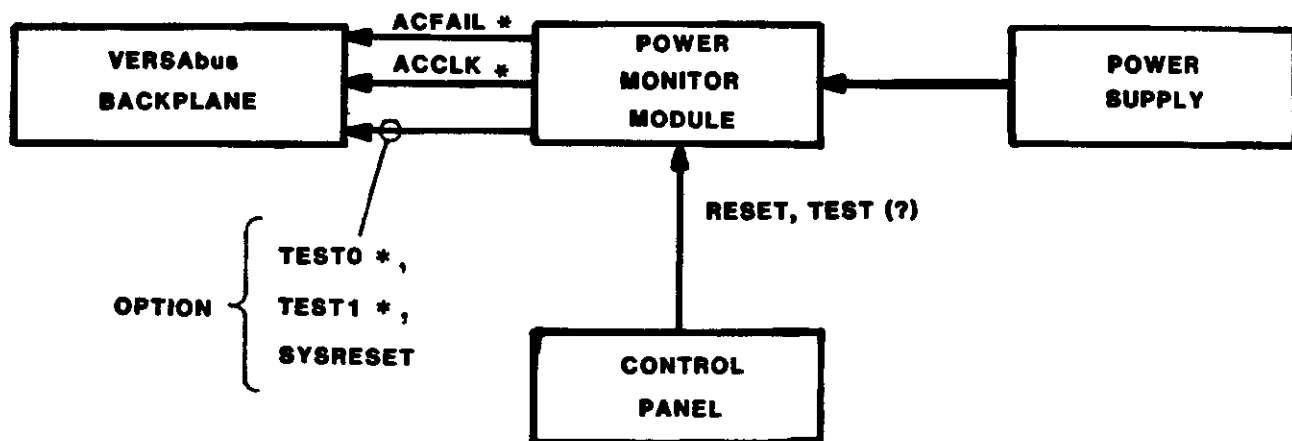 ACFAIL *
ACCLK *
VERSAbus
BACKPLANE
POWER
MONITOR
MODULE
POWER
SUPPLY
RESET, TEST (?)
OPTION
TEST0 *,
TEST1 *,
SYSRESET
CONTROL
PANEL